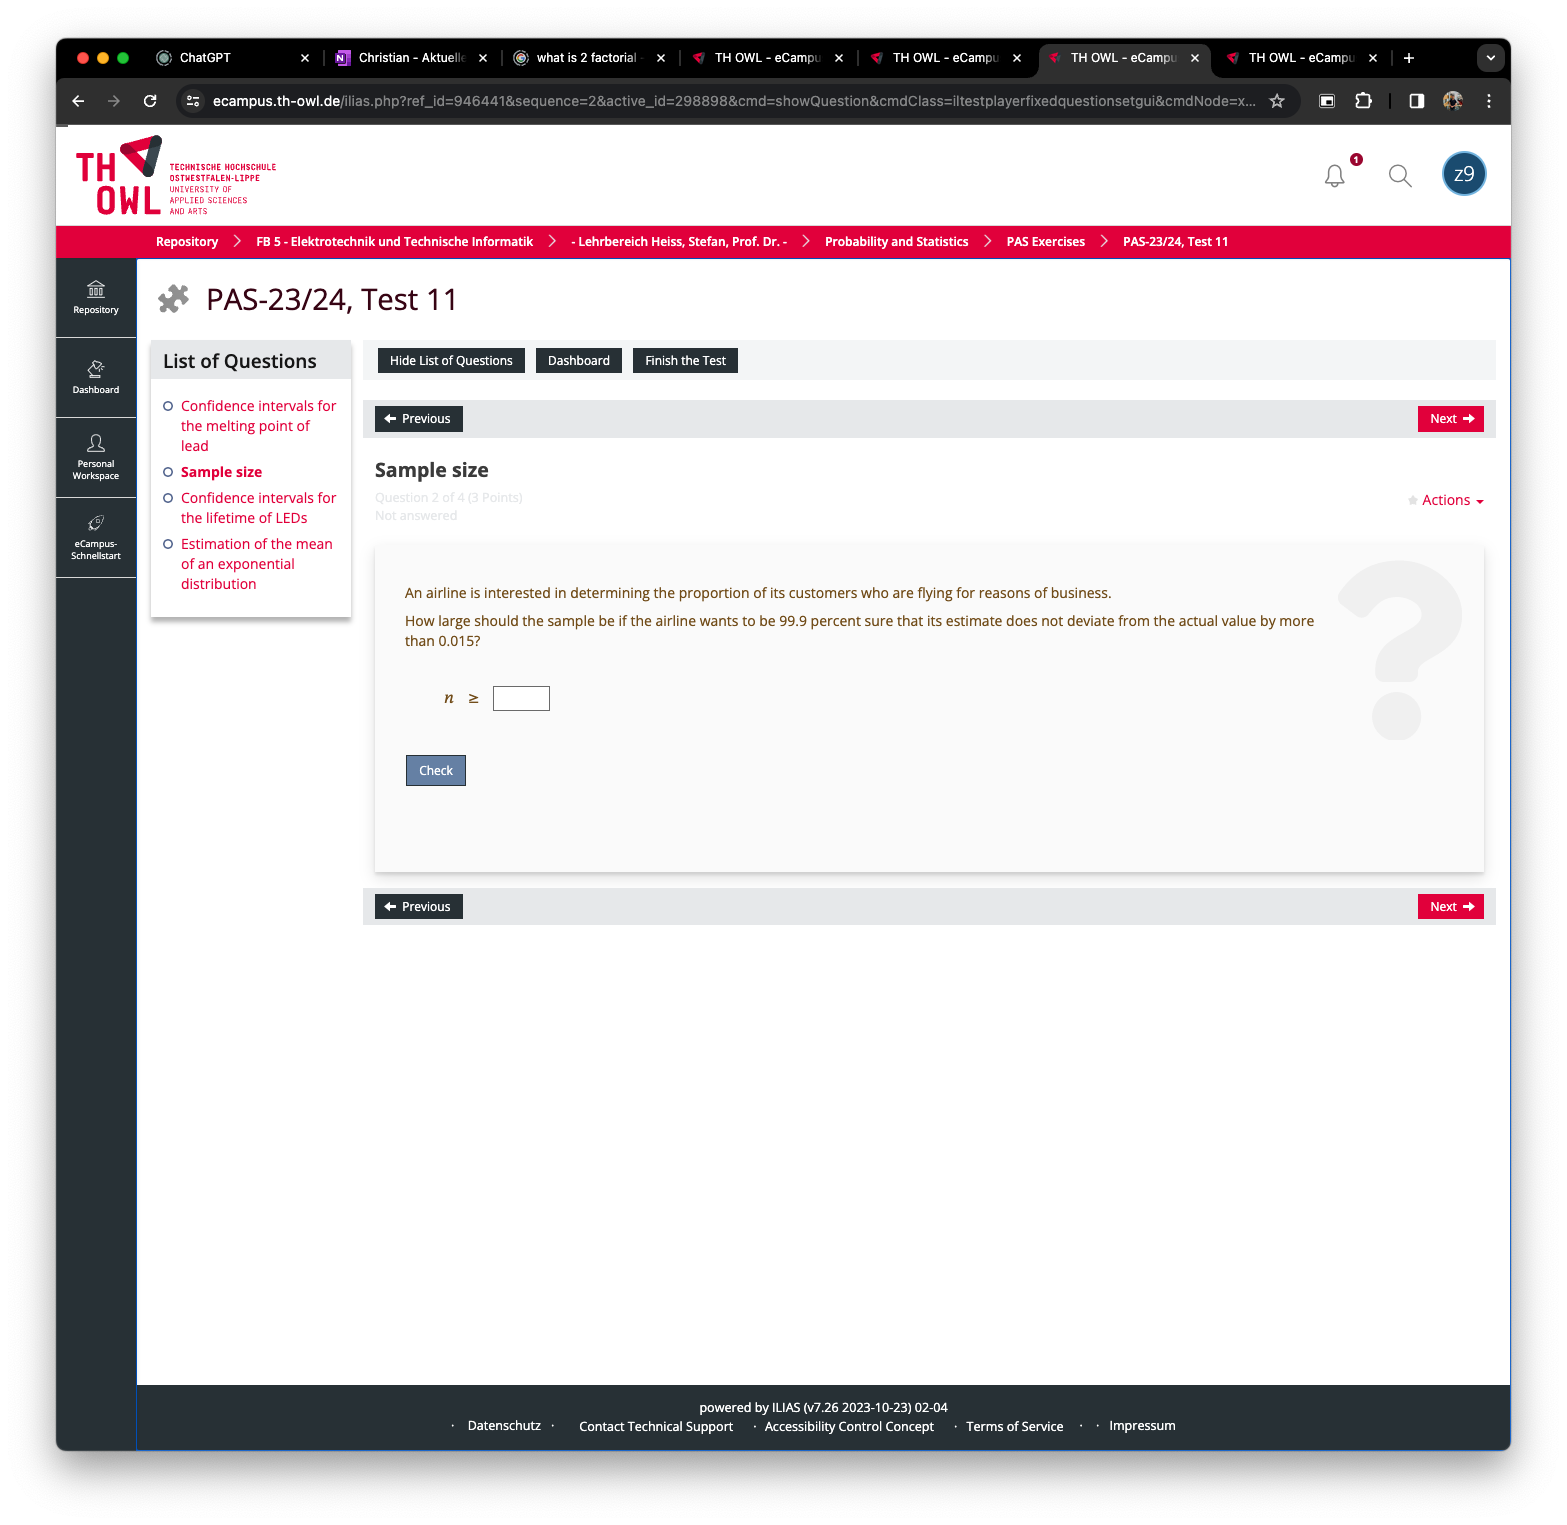 ChatGPT
Christian - Aktuelle
what is 2 factorial -
TH OWL - eCampu
TH OWL - eCampu
TH OWL - eCampu
TH OWL - eCampu
ecampus.th-owl.de/ilias.php?ref_id=946441&sequence=2&active_id=298898&cmd=showQuestion&cmdClass=iltestplayerfixedquestionsetgui&cmdNode=x...
TH OWL
TECHNISCHE HOCHSCHULE
OSTWESTFALEN-LIPPE
UNIVERSITY OF
APPLIED SCIENCES
AND ARTS
1
z9
Repository > FB 5 - Elektrotechnik und Technische Informatik > - Lehrbereich Heiss, Stefan, Prof. Dr. - > Probability and Statistics > PAS Exercises > PAS-23/24, Test 11
Repository
Dashboard
Personal
Workspace
eCampus-
Schnellstart
PAS-23/24, Test 11
List of Questions
Confidence intervals for
the melting point of
lead
Sample size
Confidence intervals for
the lifetime of LEDs
Estimation of the mean
of an exponential
distribution
Hide List of Questions
Dashboard
Finish the Test
Previous
Next
Sample size
Question 2 of 4 (3 Points)
Not answered
Actions
An airline is interested in determining the proportion of its customers who are flying for reasons of business.
How large should the sample be if the airline wants to be 99.9 percent sure that its estimate does not deviate from the actual value by more
than 0.015?
n ≥
?
Check
Previous
Next
powered by ILIAS (v7.26 2023-10-23) 02-04
· Datenschutz · Contact Technical Support · Accessibility Control Concept · Terms of Service · · Impressum